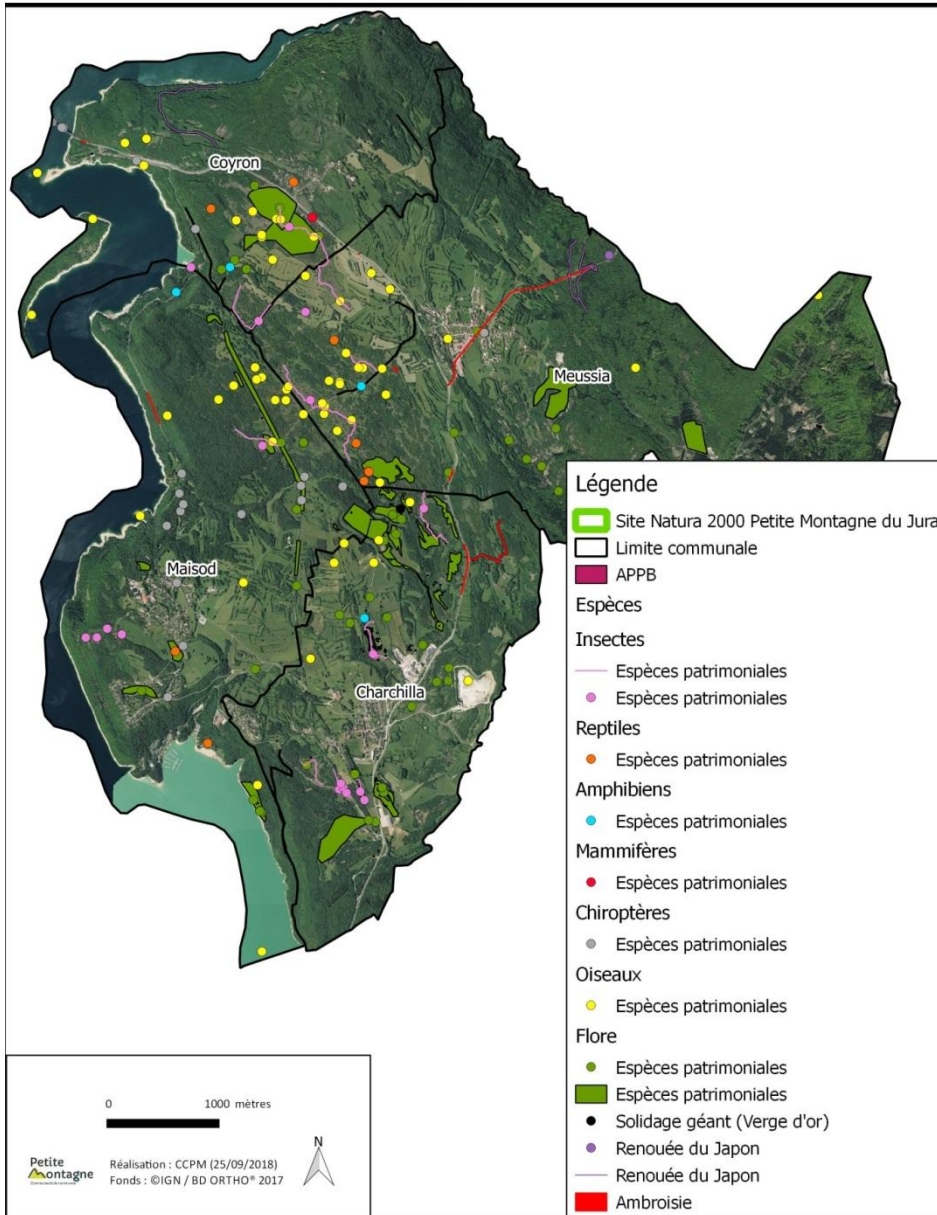 Coyron
Meussia
Maisod
Charchilla
Légende
Site Natura 2000 Petite Montagne du Jura
Limite communale
APPB
Espèces
Insectes
Espèces patrimoniales
Espèces patrimoniales
Reptiles
Espèces patrimoniales
Amphibiens
Espèces patrimoniales
Mammifères
Espèces patrimoniales
Chiroptères
Espèces patrimoniales
Oiseaux
Espèces patrimoniales
Flore
Espèces patrimoniales
Espèces patrimoniales
Solidage géant (Verge d'or)
Renouée du Japon
Renouée du Japon
Ambroisie
0 1000 mètres
N
Petite
Montagne
Réalisation : CCPM (25/09/2018)
Fonds : ©IGN / BD ORTHO® 2017